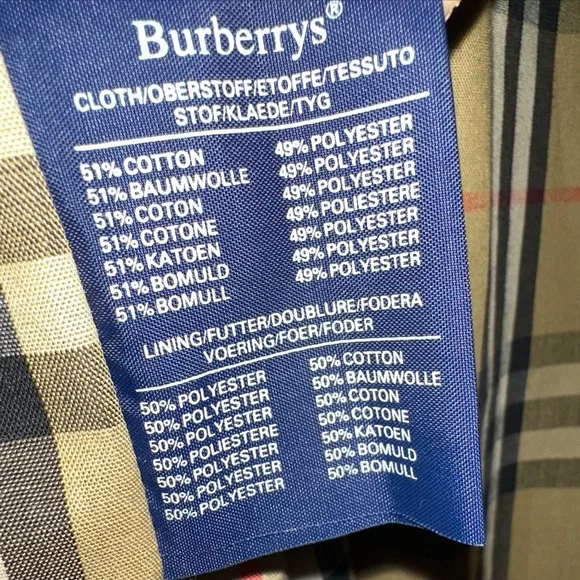 Burberrys®
CLOTH/OBERSTOFF/ETOFFE/TESSUTO
STOF/KLAEDE/TYG
51% COTTON 49% POLYESTER
51% BAUMWOLLE 49% POLYESTER
51% COTON 49% POLYESTER
51% COTONE 49% POLIESTERE
51% KATOEN 49% POLYESTER
51% BOMULD 49% POLYESTER
51% BOMULL 49% POLYESTER
LINING/FUTTER/DOUBLURE/FODERA
VOERING/FOER/FODER
50% POLYESTER 50% COTTON
50% POLYESTER 50% BAUMWOLLE
50% POLYESTER 50% COTON
50% POLIESTERE 50% COTONE
50% POLYESTER 50% KATOEN
50% POLYESTER 50% BOMULD
50% POLYESTER 50% BOMULL